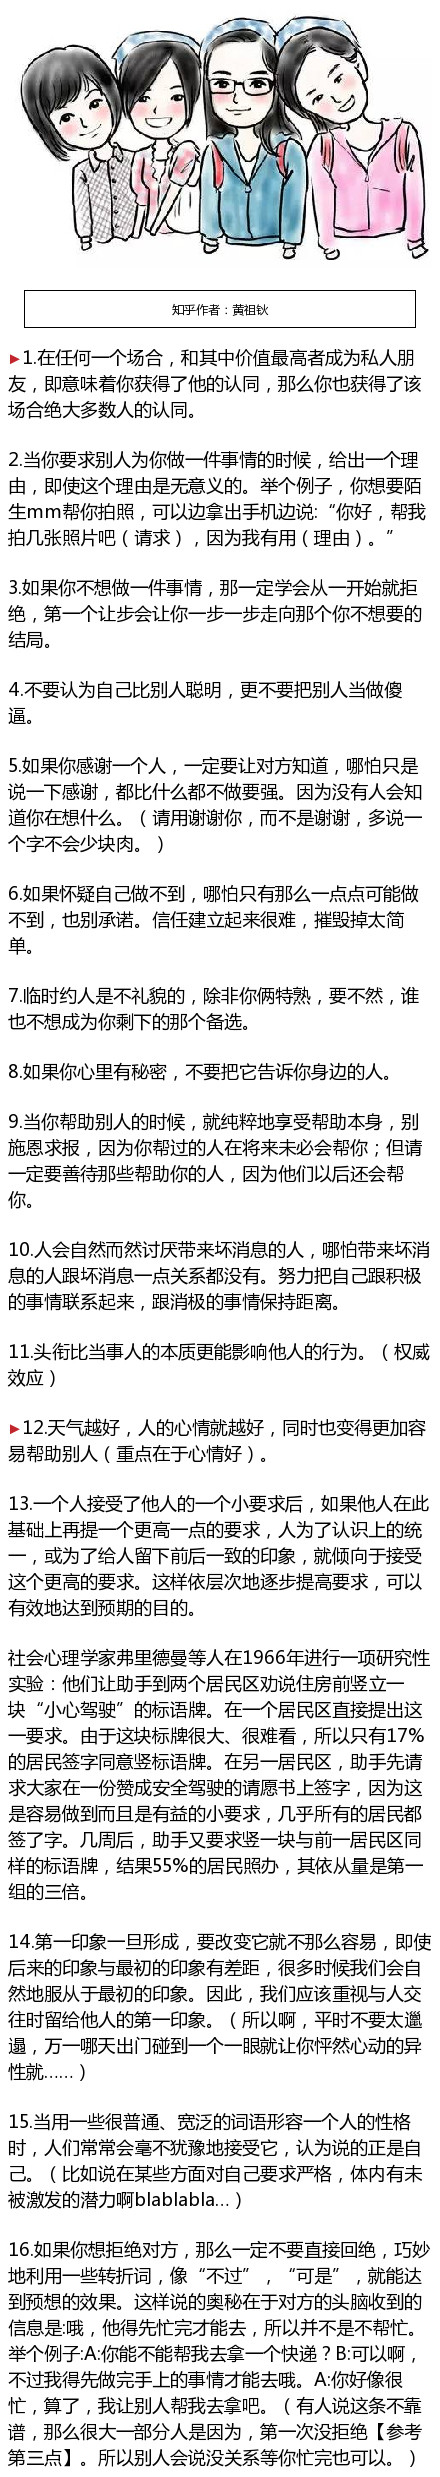 知乎作者：黄祖钬
▶1.在任何一个场合，和其中价值最高者成为私人朋
友，即意味着你获得了他的认同，那么你也获得了该
场合绝大多数人的认同。
2.当你要求别人为你做一件事情的时候，给出一个理
由，即使这个理由是无意义的。举个例子，你想要陌
生mm帮你拍照，可以边拿出手机边说:“你好，帮我
拍几张照片吧（请求），因为我有用（理由）。”
3.如果你不想做一件事情，那一定学会从一开始就拒
绝，第一个让步会让你一步一步走向那个你不想要的
结局。
4.不要认为自己比别人聪明，更不要把别人当做傻
逼。
5.如果你感谢一个人，一定要让对方知道，哪怕只是
说一下感谢，都比什么都不做要强。因为没有人会知
道你在想什么。（请用谢谢你，而不是谢谢，多说一
个字不会少块肉。）
6.如果怀疑自己做不到，哪怕只有那么一点点可能做
不到，也别承诺。信任建立起来很难，摧毁掉太简
单。
7.临时约人是不礼貌的，除非你俩特熟，要不然，谁
也不想成为你剩下的那个备选。
8.如果你心里有秘密，不要把它告诉你身边的人。
9.当你帮助别人的时候，就纯粹地享受帮助本身，别
施恩求报，因为你帮过的人在将来未必会帮你；但请
一定要善待那些帮助你的人，因为他们以后还会帮
你。
10.人会自然而然讨厌带来坏消息的人，哪怕带来坏消
息的人跟坏消息一点关系都没有。努力把自己跟积极
的事情联系起来，跟消极的事情保持距离。
11.头衔比当事人的本质更能影响他人的行为。（权威
效应）
▶12.天气越好，人的心情就越好，同时也变得更加容
易帮助别人（重点在于心情好）。
13.一个人接受了他人的一个小要求后，如果他人在此
基础上再提一个更高一点的要求，人为了认识上的统
一，或为了给人留下前后一致的印象，就倾向于接受
这个更高的要求。这样依层次地逐步提高要求，可以
有效地达到预期的目的。
社会心理学家弗里德曼等人在1966年进行一项研究性
实验：他们让助手到两个居民区劝说住房前竖立一
块“小心驾驶”的标语牌。在一个居民区直接提出这
一要求。由于这块标牌很大、很难看，所以只有17%
的居民签字同意竖标语牌。在另一居民区，助手先请
求大家在一份赞成安全驾驶的请愿书上签字，因为这
是容易做到而且是有益的小要求，几乎所有的居民都
签了字。几周后，助手又要求竖一块与前一居民区同
样的标语牌，结果55%的居民照办，其依从量是第一
组的三倍。
14.第一印象一旦形成，要改变它就不那么容易，即使
后来的印象与最初的印象有差距，很多时候我们会自
然地服从于最初的印象。因此，我们应该重视与人交
往时留给他人的第一印象。（所以啊，平时不要太邋
遢，万一哪天出门碰到一个一眼就让你怦然心动的异
性就……）
15.当用一些很普通、宽泛的词语形容一个人的性格
时，人们常常会毫不犹豫地接受它，认为说的正是自
己。（比如说在某些方面对自己要求严格，体内有未
被激发的潜力啊blablabla…）
16.如果你想拒绝对方，那么一定不要直接回绝，巧妙
地利用一些转折词，像“不过”，“可是”，就能达
到预想的效果。这样说的奥秘在于对方的头脑收到的
信息是:哦，他得先忙完才能去，所以并不是不帮忙。
举个例子:A:你能不能帮我去拿一个快递？B:可以啊，
不过我得先做完手上的事情才能去哦。A:你好像很
忙，算了，我让别人帮我去拿吧。（有人说这条不靠
谱，那么很大一部分人是因为，第一次没拒绝【参考
第三点】。所以别人会说没关系等你忙完也可以。）